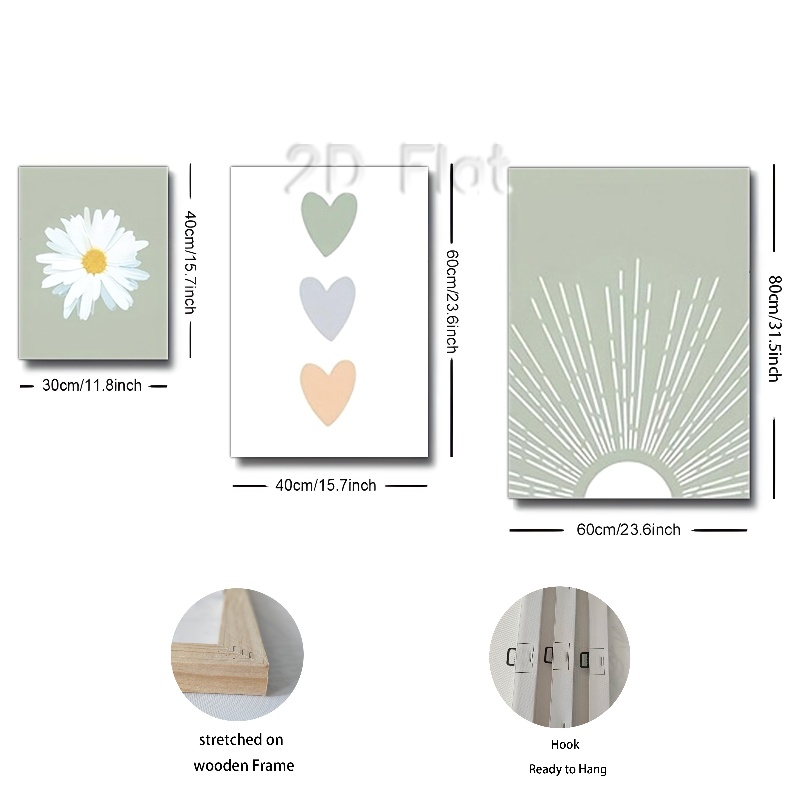 2D Flat
40cm/15.7inch
30cm/11.8inch
60cm/23.6inch
40cm/15.7inch
80cm/31.5inch
60cm/23.6inch
stretched on
wooden Frame
Hook
Ready to Hang